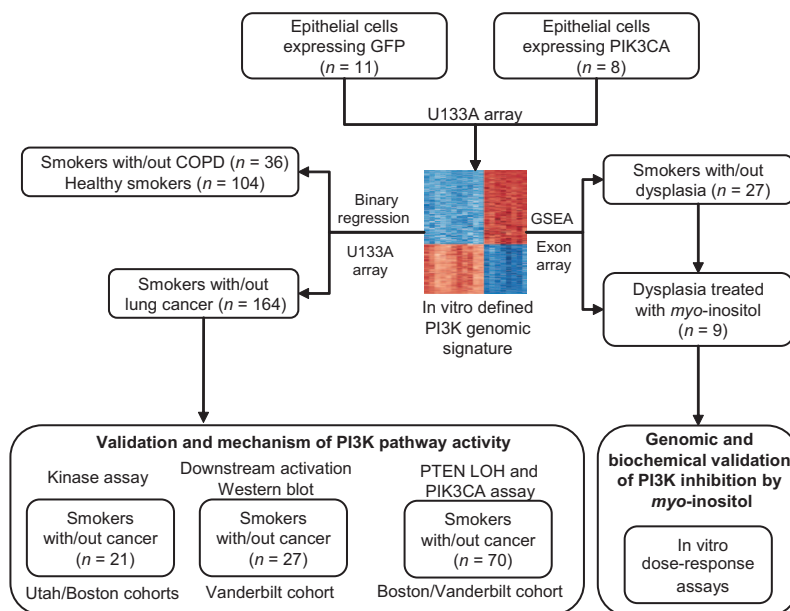 Epithelial cells
expressing GFP
(n = 11)
Epithelial cells
expressing PIK3CA
(n = 8)
U133A array
Smokers with/out COPD (n = 36)
Healthy smokers (n = 104)
Binary
regression
U133A
array
GSEA
Exon
array
Smokers with/out
dysplasia (n = 27)
Smokers with/out
lung cancer (n = 164)
In vitro defined
PI3K genomic
signature
Dysplasia treated
with myo-inositol
(n = 9)
Validation and mechanism of PI3K pathway activity
Kinase assay
Smokers
with/out cancer
(n = 21)
Utah/Boston cohorts
Downstream activation
Western blot
Smokers
with/out cancer
(n = 27)
Vanderbilt cohort
PTEN LOH and
PIK3CA assay
Smokers
with/out cancer
(n = 70)
Boston/Vanderbilt cohort
Genomic and
biochemical validation
of PI3K inhibition by
myo-inositol
In vitro
dose-response
assays